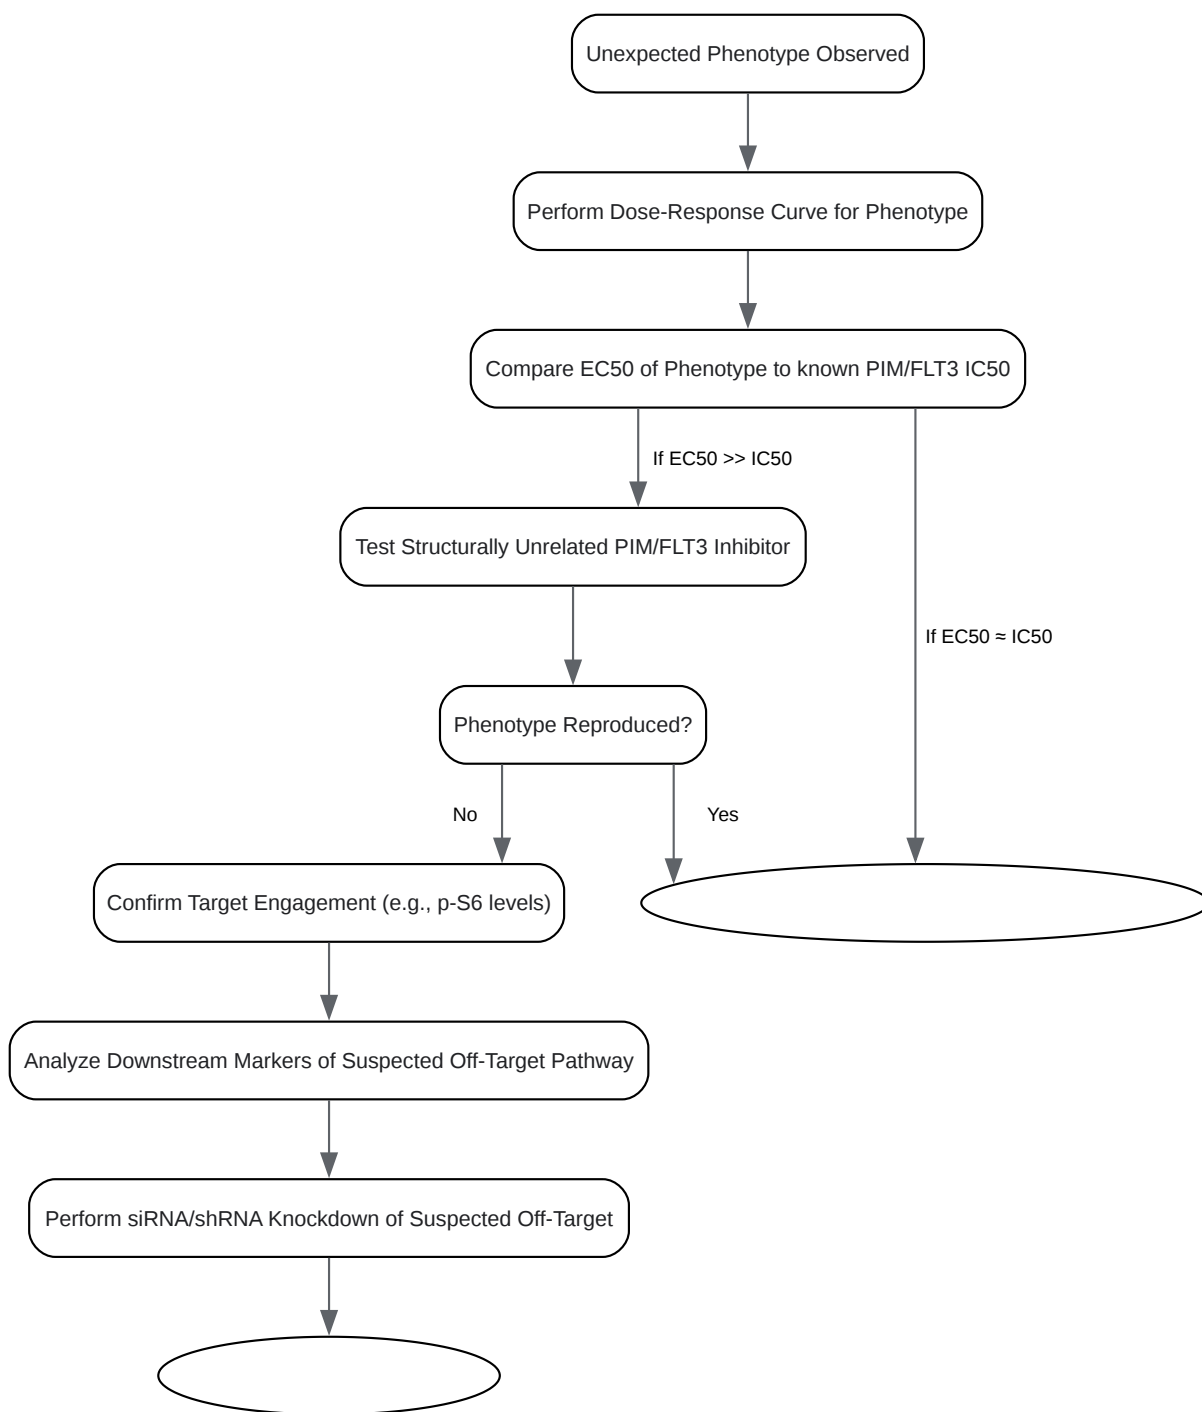 Unexpected Phenotype Observed
Perform Dose-Response Curve for Phenotype
Compare EC50 of Phenotype to known PIM/FLT3 IC50
If EC50 >> IC50
Test Structurally Unrelated PIM/FLT3 Inhibitor
If EC50 ≈ IC50
Phenotype Reproduced?
No
Yes
Confirm Target Engagement (e.g., p-S6 levels)
Analyze Downstream Markers of Suspected Off-Target Pathway
Perform siRNA/shRNA Knockdown of Suspected Off-Target